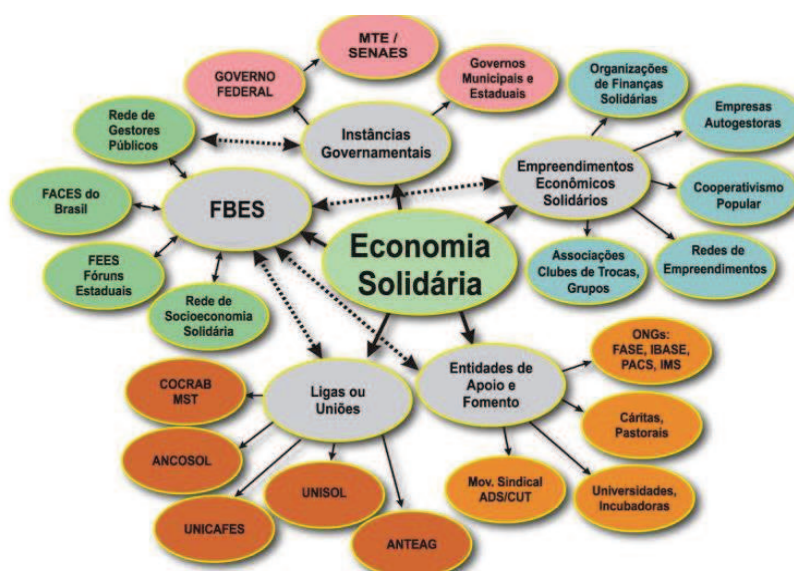 MTE /
SENAES
GOVERNO
FEDERAL
Governos
Municipais e
Estaduais
Organizações
de Finanças
Solidárias
Empresas
Autogestoras
Rede de
Gestores
Públicos
Instâncias
Governamentais
Empreendimentos
Econômicos
Solidários
Cooperativismo
Popular
FACES do
Brasil
FBES
Economia
Solidária
FEES
Fóruns
Estaduais
Rede de
Socioeconomia
Solidária
Associações
Clubes de Trocas,
Grupos
Redes de
Empreendimentos
COCRAB
MST
Ligas ou
Uniões
Entidades de
Apoio e
Fomento
ONGs:
FASE, IBASE,
PACS, IMS
Cáritas,
Pastorais
ANCOSOL
UNISOL
UNICAFES
ANTEAG
Mov. Sindical
ADS/CUT
Universidades,
Incubadoras